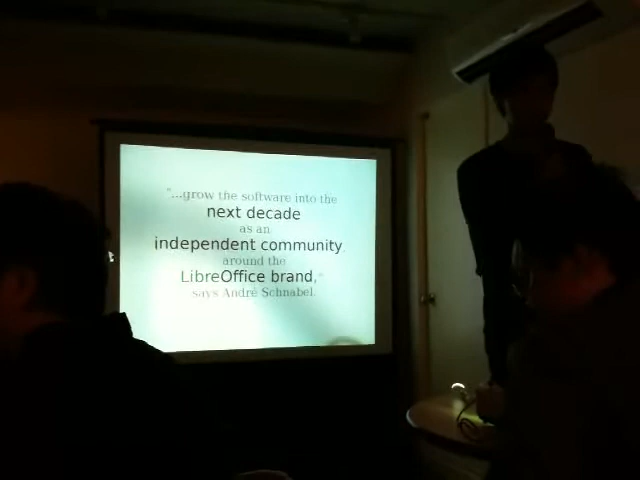 "...grow the software into the
next decade
as an
independent community
around the
LibreOffice brand,"
says André Schnabel.